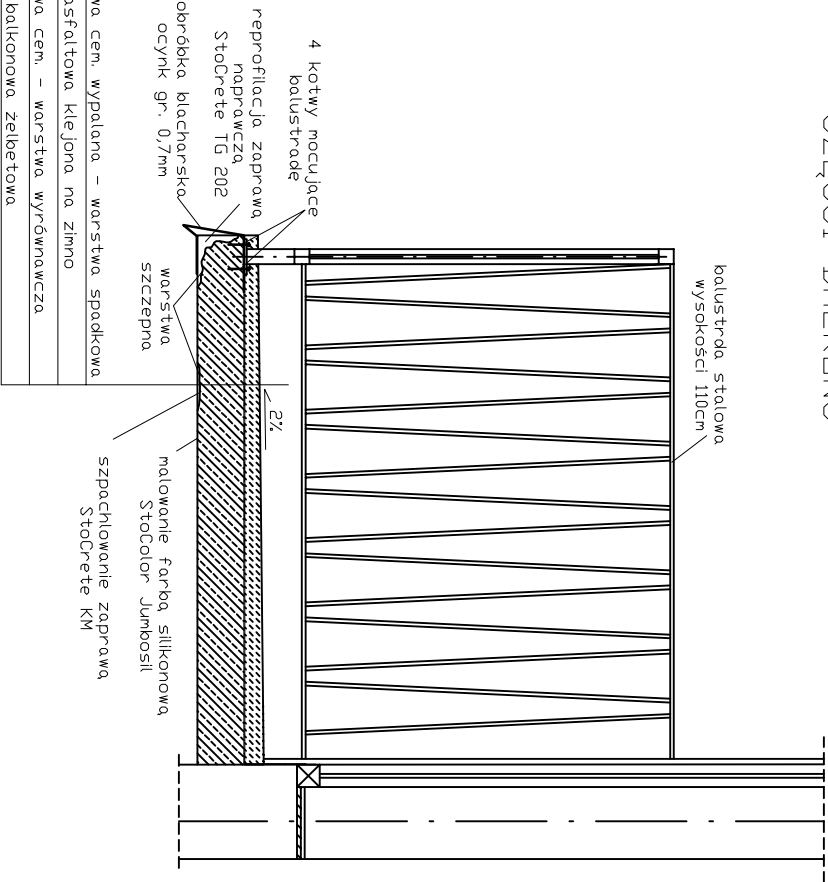 balustrda stalowa
wysokości 110cm
4 kotwy mocujące
balustradę
reprofilacja zaprawą
naprawczą
StoCrete TG 202
obróbka blacharska
ocynk gr. 0,7mm
2%
warstwa
szczepna
malowanie farbą silikonową
StoColor Jumbosil
szpachlowanie zaprawą
StoCrete KM
wa cem. wypalana - warstwa spadkowa
asfaltowa klejona na zimno
wa cem. - warstwa wyrównawcza
balkonowa żelbetowa